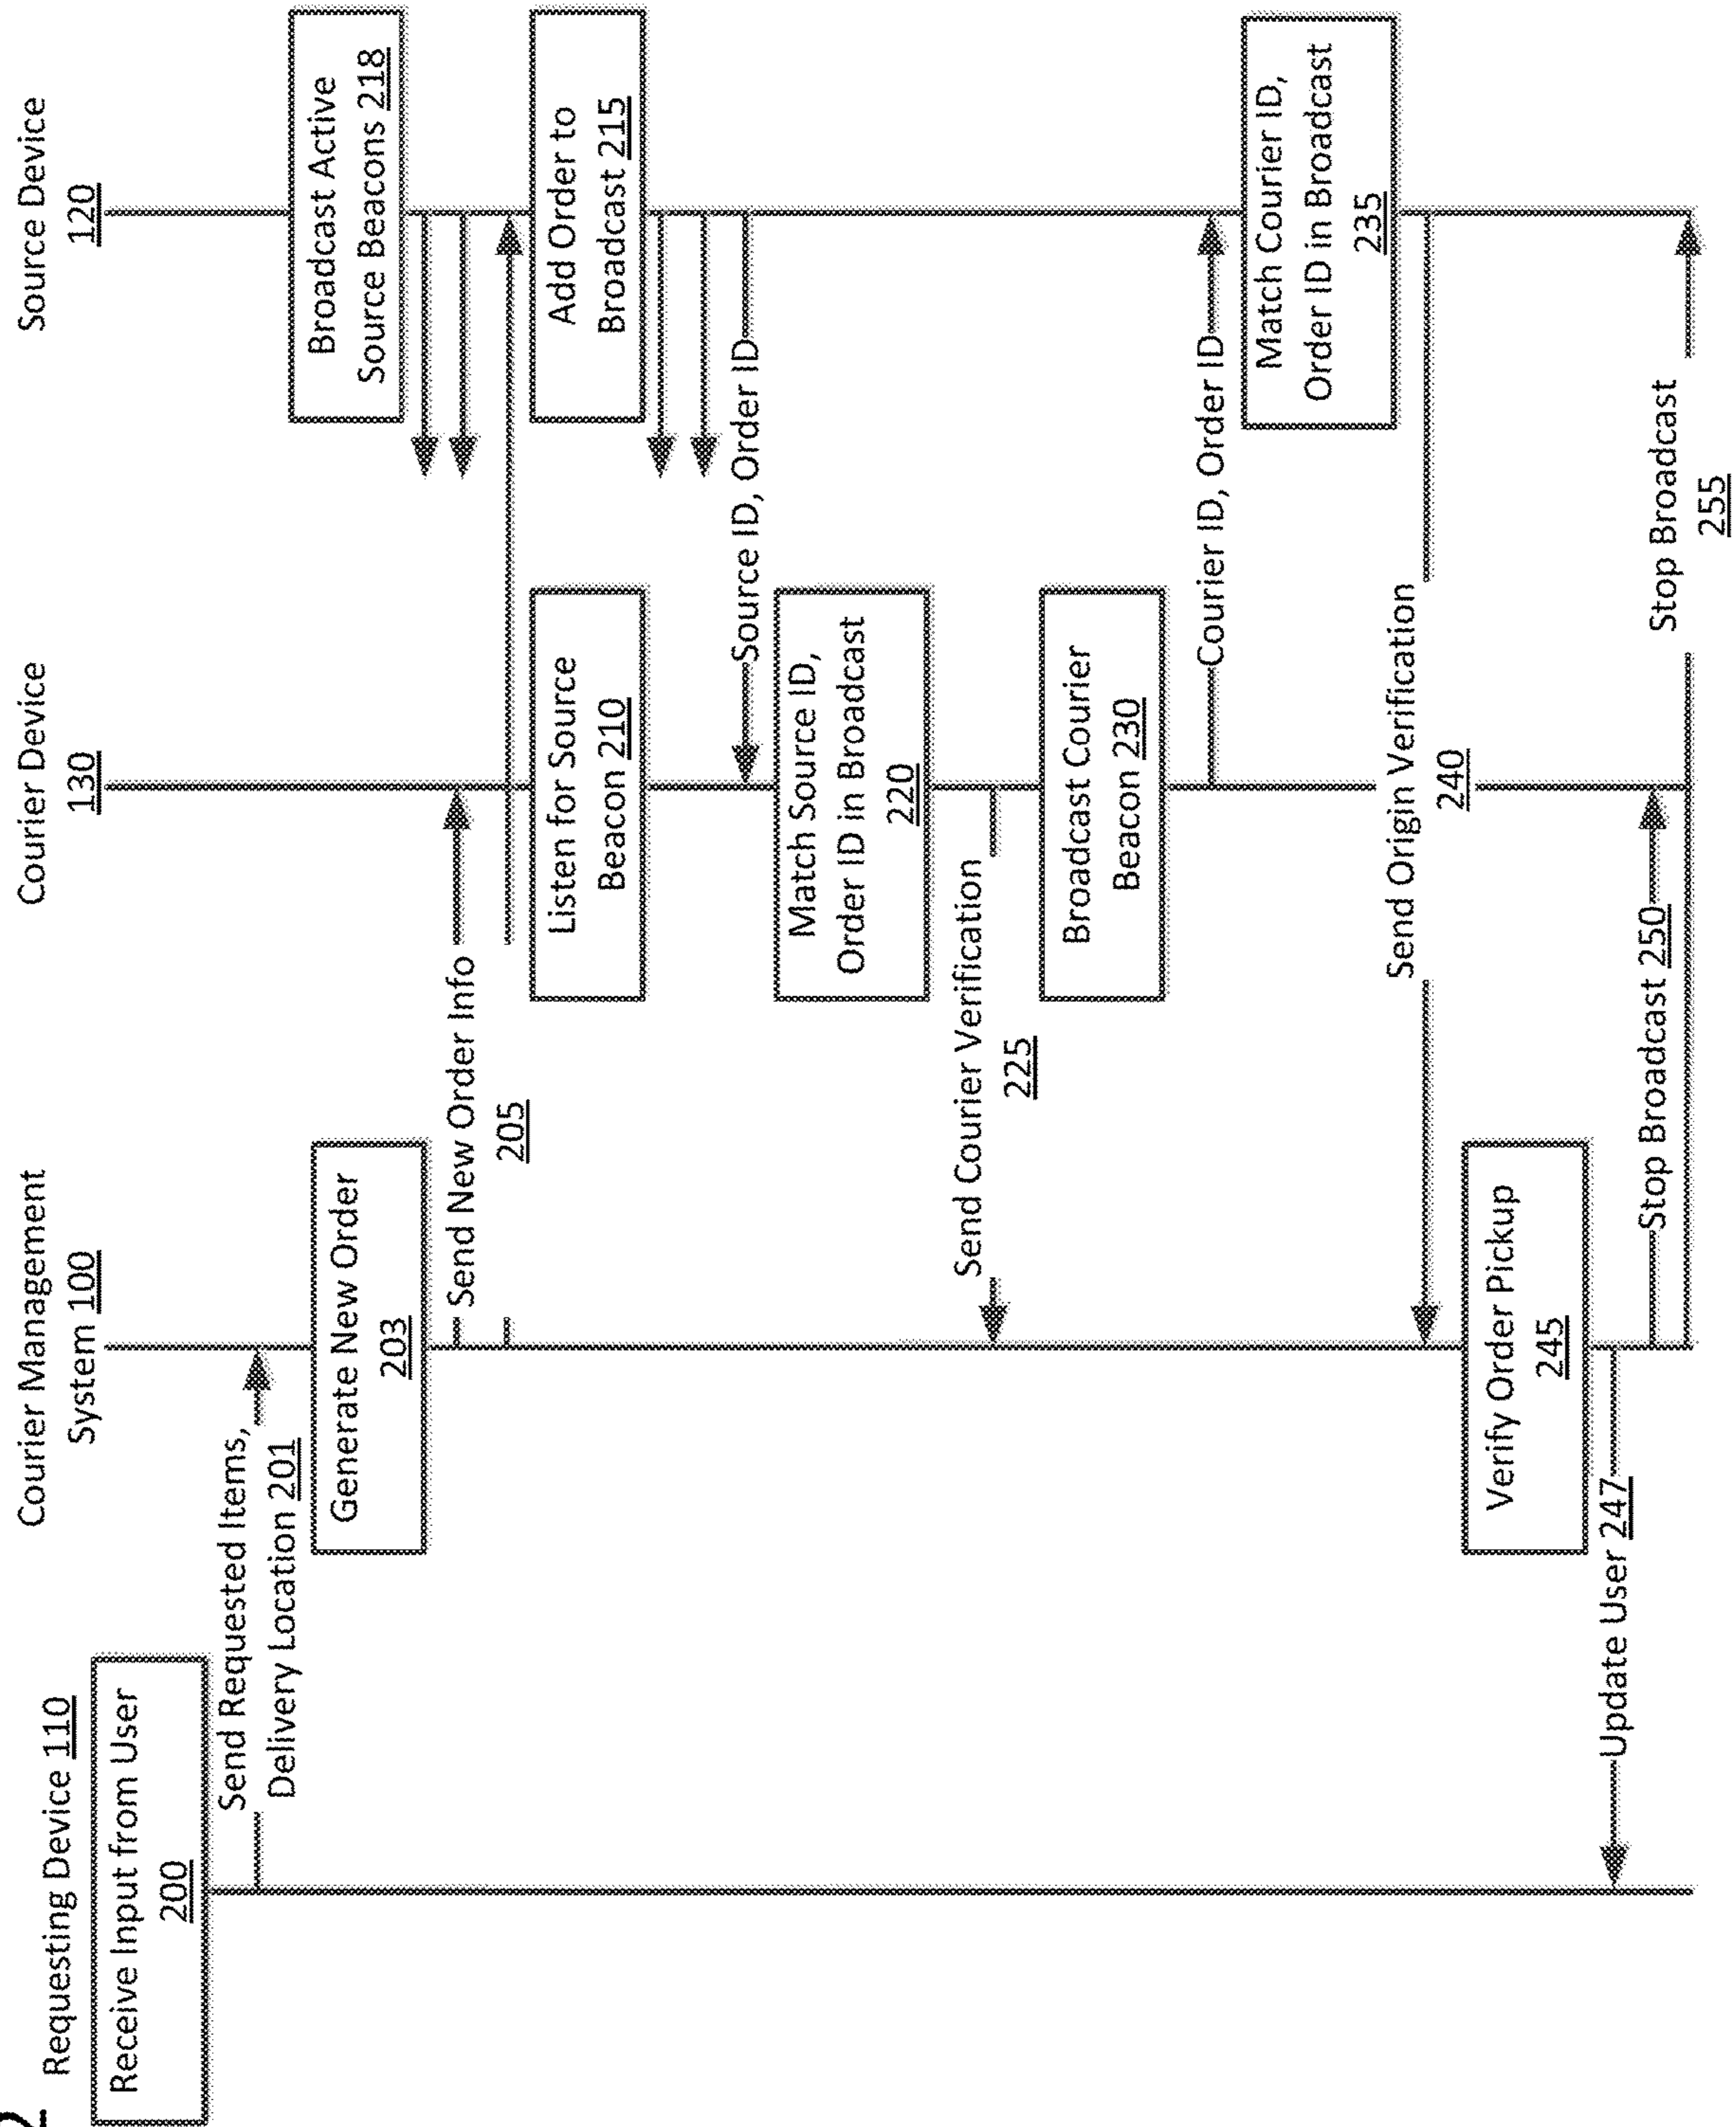 Requesting Device 110
Courier Management
System 100
Courier Device
130
Source Device
120
Receive Input from User
200
Send Requested Items,
Delivery Location 201
Generate New Order
203
Broadcast Active
Source Beacons 218
Send New Order Info
205
Listen for Source
Beacon 210
Add Order to
Broadcast 215
Source ID, Order ID
Match Source ID,
Order ID in Broadcast
220
Send Courier Verification
225
Broadcast Courier
Beacon 230
Courier ID, Order ID
Match Courier ID,
Order ID in Broadcast
235
Send Origin Verification
240
Verify Order Pickup
245
Update User 247
Stop Broadcast 250
Stop Broadcast
255